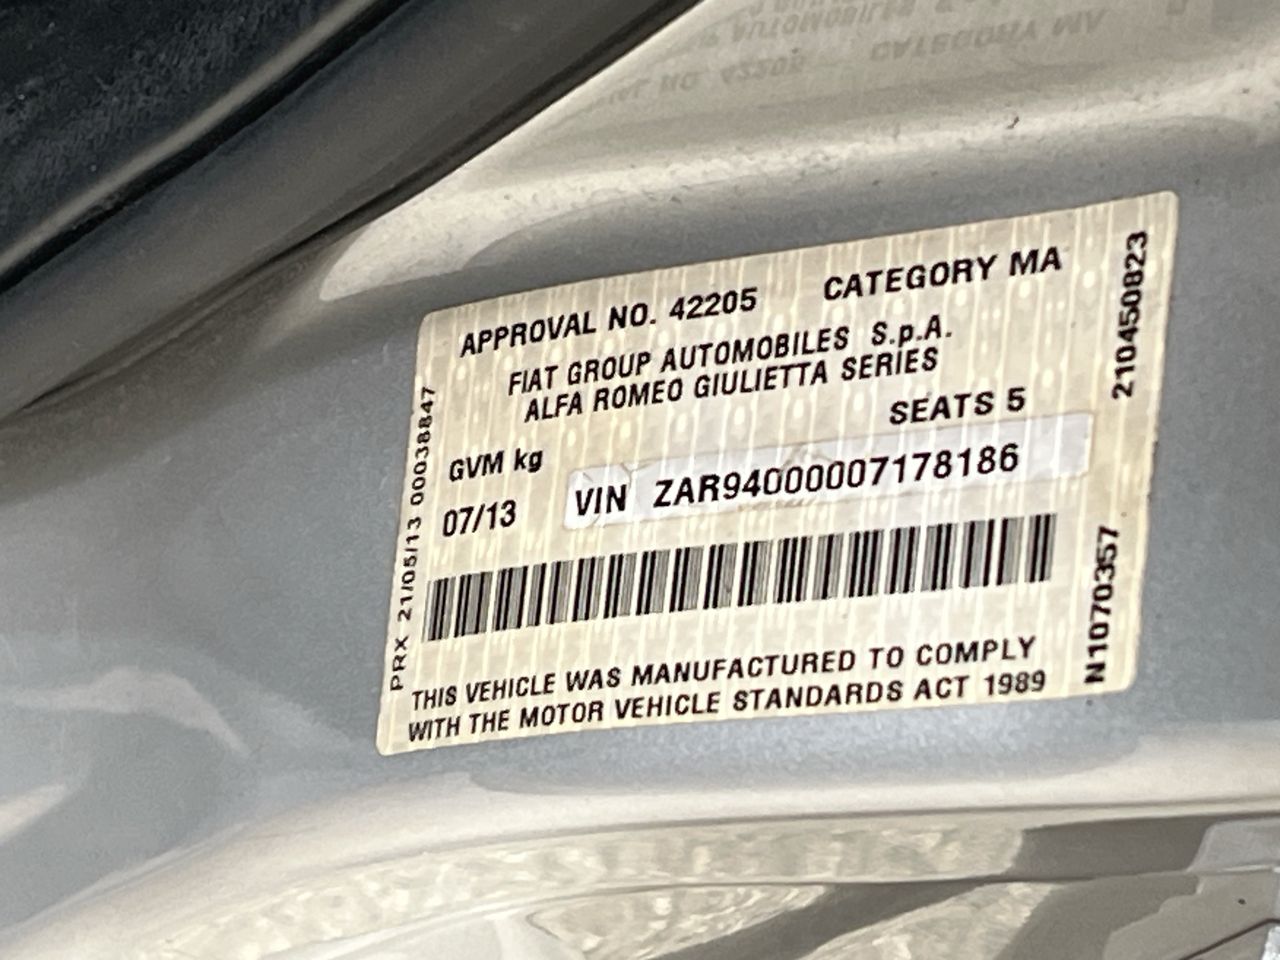 APPROVAL NO. 42205 CATEGORY MA
FIAT GROUP AUTOMOBILES S.p.A.
ALFA ROMEO GIULIETTA SERIES
SEATS 5
GVM kg
07/13 VIN ZAR94000007178186
THIS VEHICLE WAS MANUFACTURED TO COMPLY
WITH THE MOTOR VEHICLE STANDARDS ACT 1989
PRX 21/05/13 00038847
210450823
N1070357